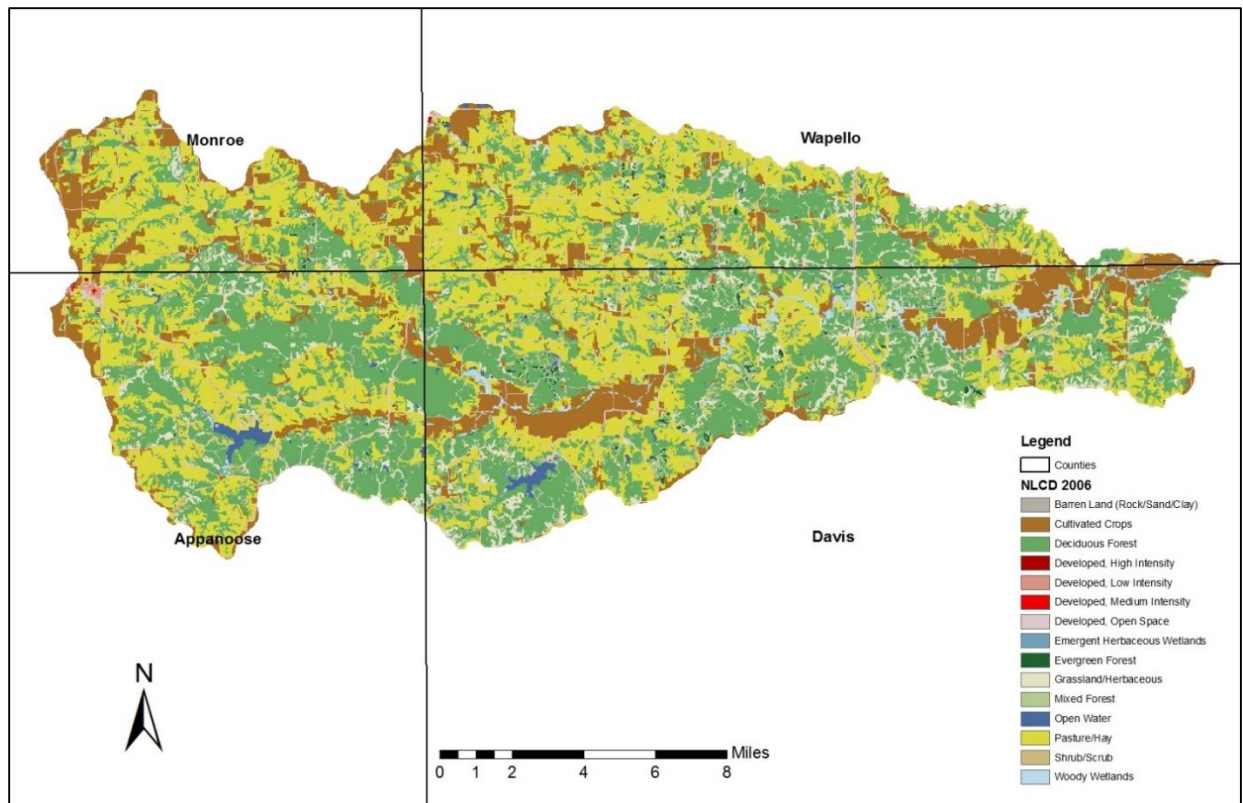 Monroe
Wapello
Appanoose
Davis
Legend
Counties
NLCD 2006
Barren Land (Rock/Sand/Clay)
Cultivated Crops
Deciduous Forest
Developed, High Intensity
Developed, Low Intensity
Developed, Medium Intensity
Developed, Open Space
Emergent Herbaceous Wetlands
Evergreen Forest
Grassland/Herbaceous
Mixed Forest
Open Water
Pasture/Hay
Shrub/Scrub
Woody Wetlands
N
Miles
0 1 2 4 6 8